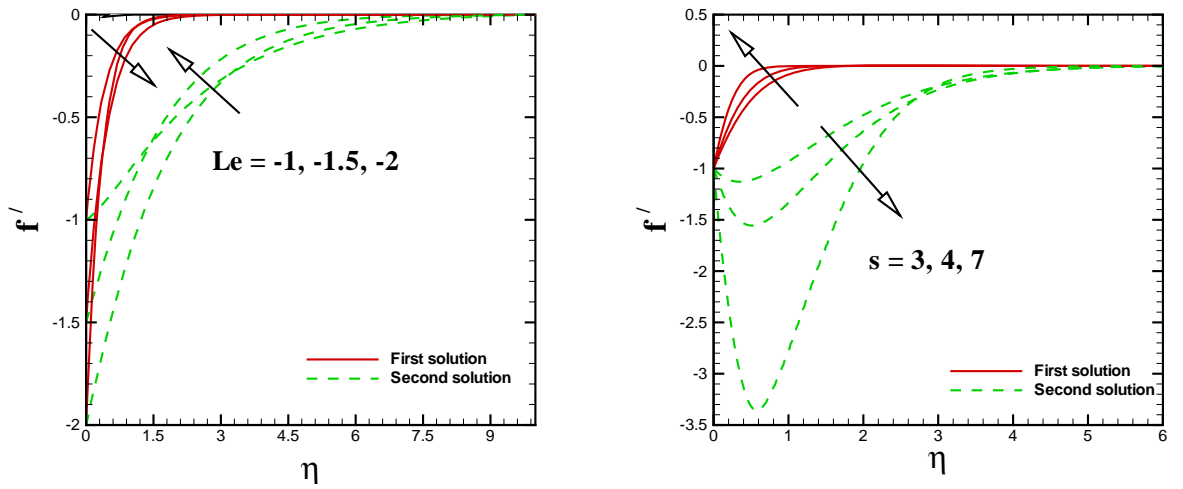 0
-0.5
-1
-1.5
-2
f /
0
1.5
3
4.5
6
7.5
9
η
Le = -1, -1.5, -2
First solution
Second solution
0.5
0
-0.5
-1
-1.5
-2
-2.5
-3
-3.5
f /
0
1
2
3
4
5
6
η
s = 3, 4, 7
First solution
Second solution